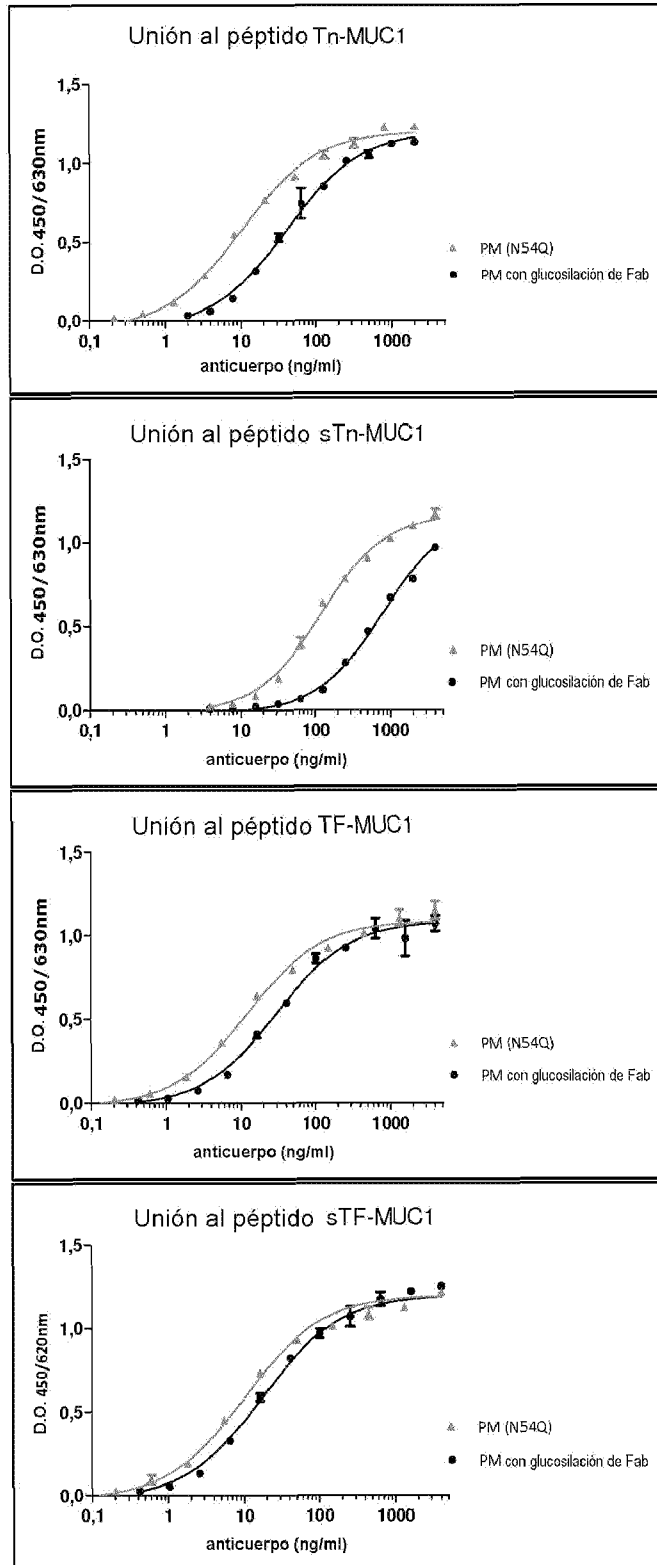 Unión al péptido Tn-MUC1
1,5
1,0
0,5
0,0
D.O. 450/630nm
PM (N54Q)
PM con glucosilación de Fab
0,1 1 10 100 1000
anticuerpo (ng/ml)
Unión al péptido sTn-MUC1
1,5
1,0
0,5
0,0
D.O. 450/630nm
PM (N54Q)
PM con glucosilación de Fab
0,1 1 10 100 1000
anticuerpo (ng/ml)
Unión al péptido TF-MUC1
1,5
1,0
0,5
0,0
D.O. 450/630nm
PM (N54Q)
PM con glucosilación de Fab
0,1 1 10 100 1000
anticuerpo (ng/ml)
Unión al péptido sTF-MUC1
1,5
1,0
0,5
0,0
D.O. 450/620nm
PM (N54Q)
PM con glucosilación de Fab
0,1 1 10 100 1000
anticuerpo (ng/ml)